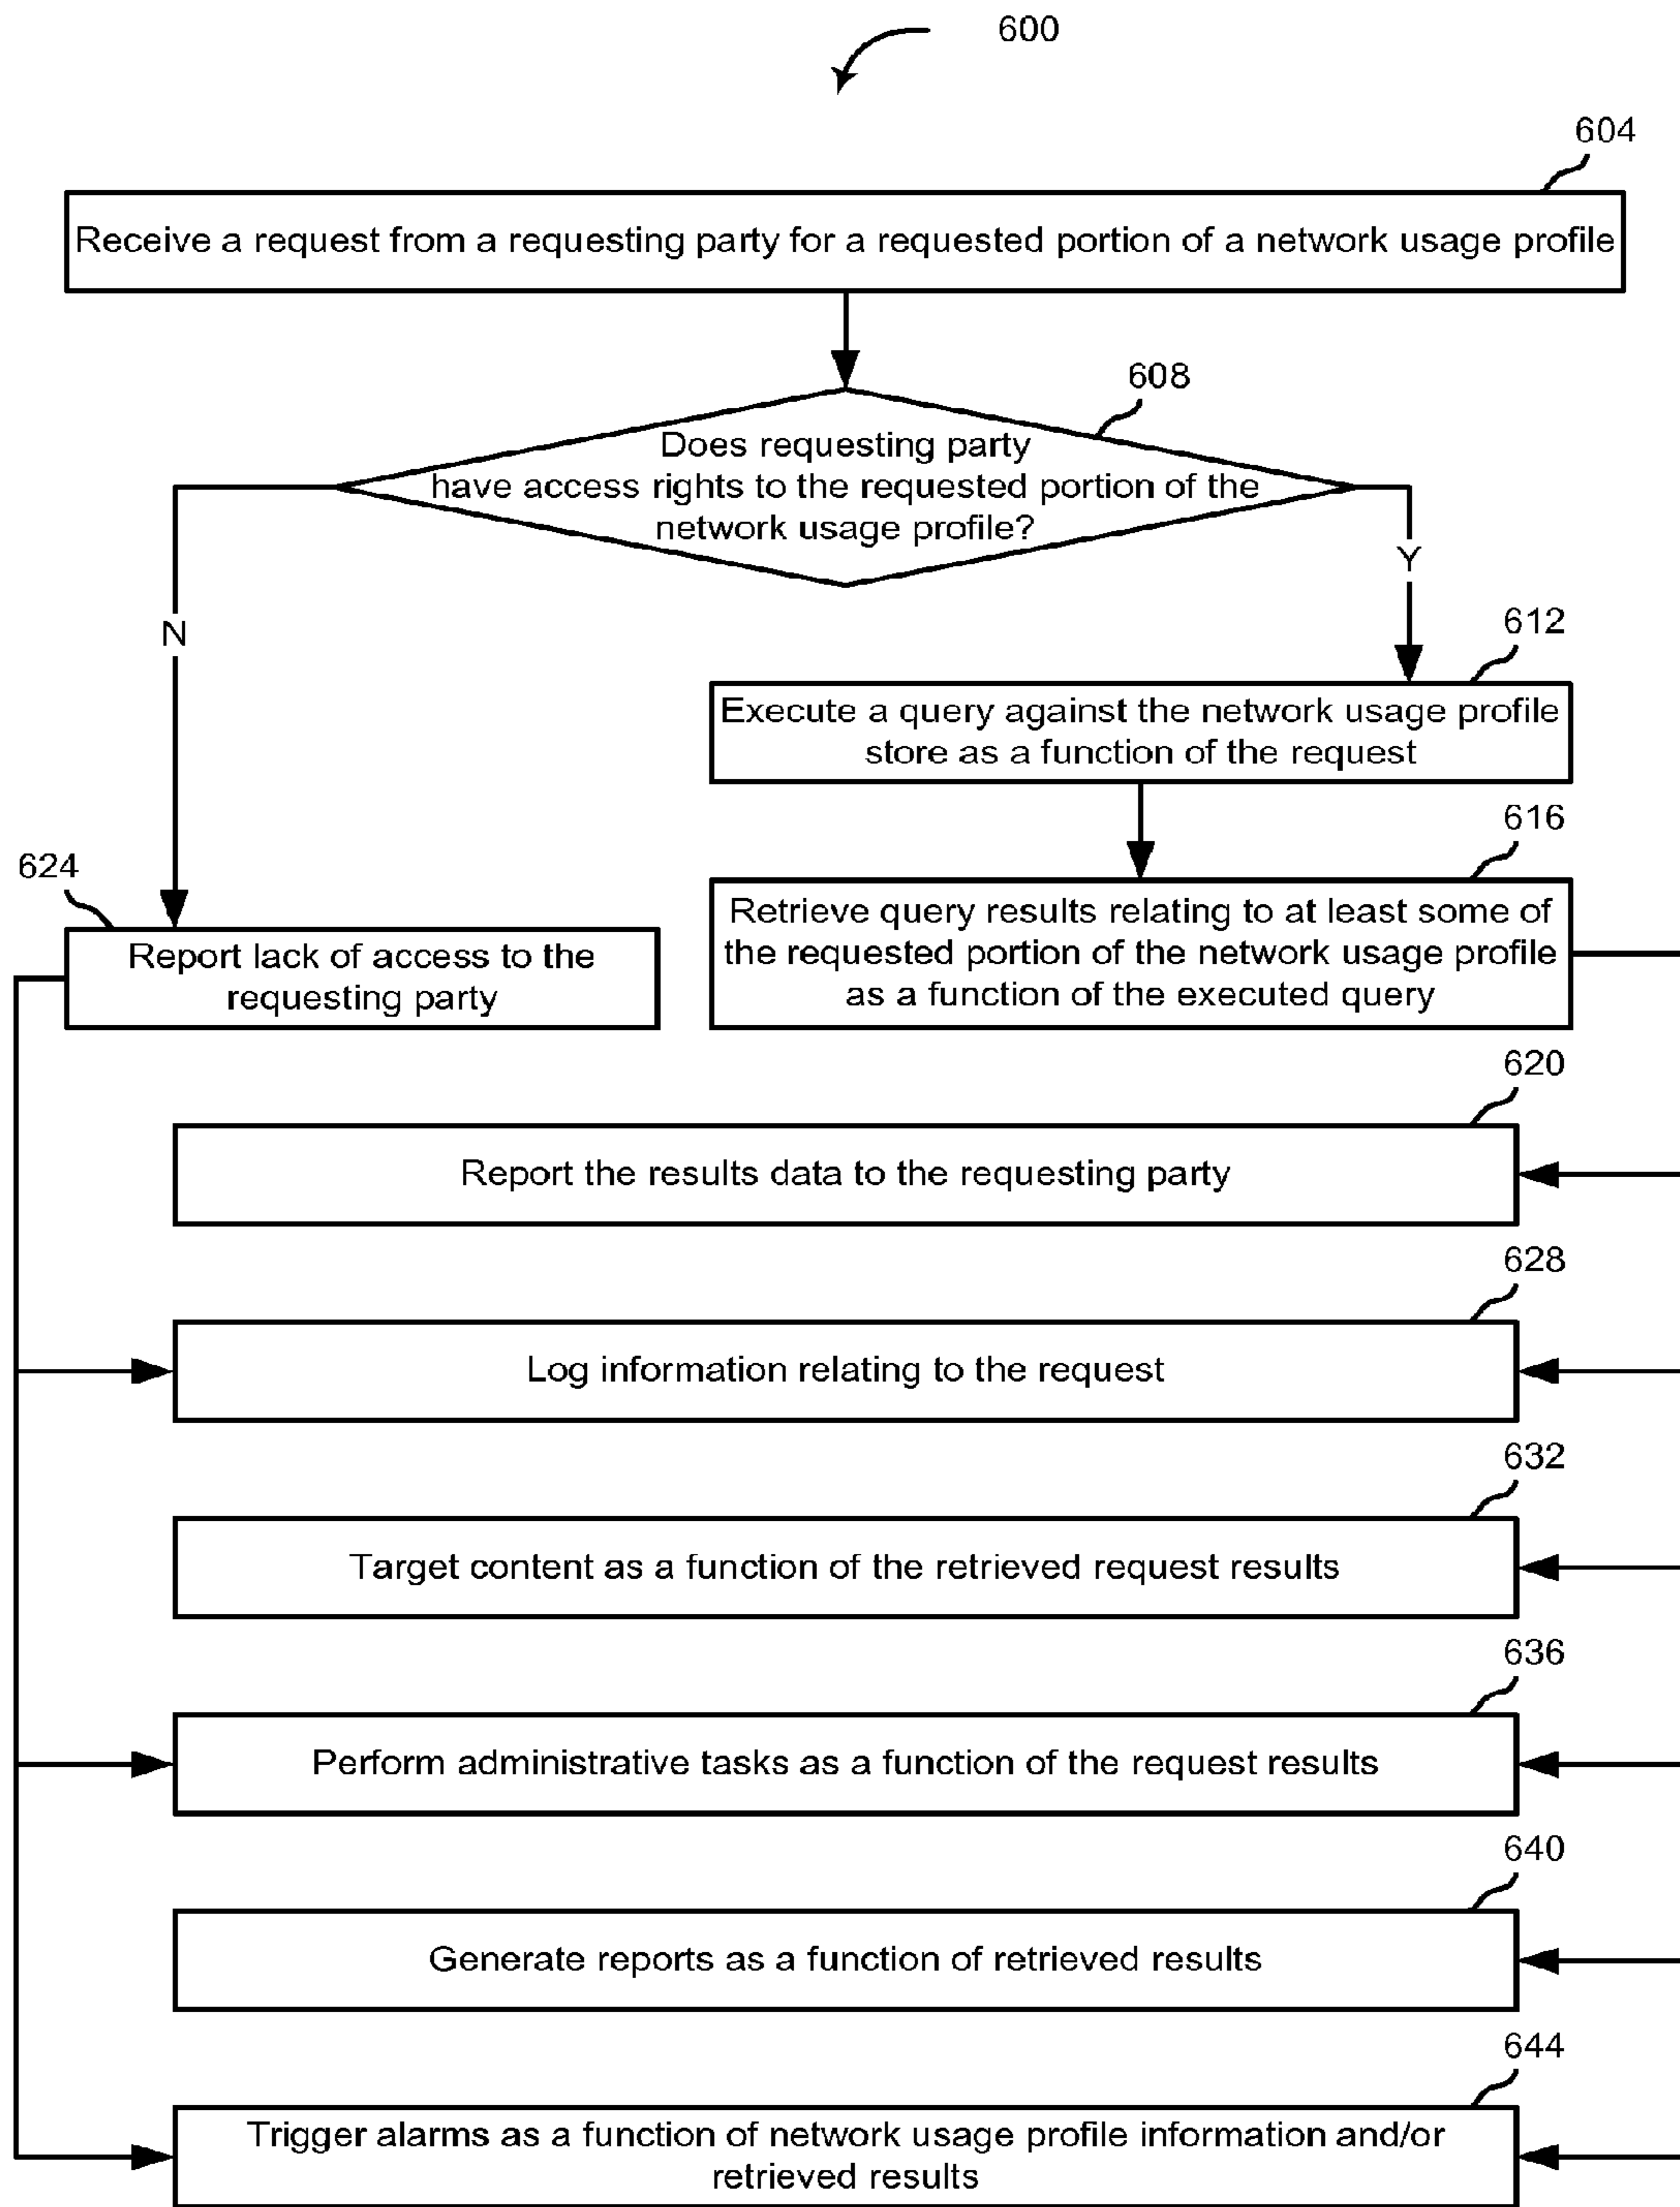 600
604
Receive a request from a requesting party for a requested portion of a network usage profile
608
Does requesting party
have access rights to the requested portion of the
network usage profile?
Y
N
612
Execute a query against the network usage profile
store as a function of the request
616
Retrieve query results relating to at least some of
the requested portion of the network usage profile
as a function of the executed query
624
Report lack of access to the
requesting party
620
Report the results data to the requesting party
628
Log information relating to the request
632
Target content as a function of the retrieved request results
636
Perform administrative tasks as a function of the request results
640
Generate reports as a function of retrieved results
644
Trigger alarms as a function of network usage profile information and/or
retrieved results